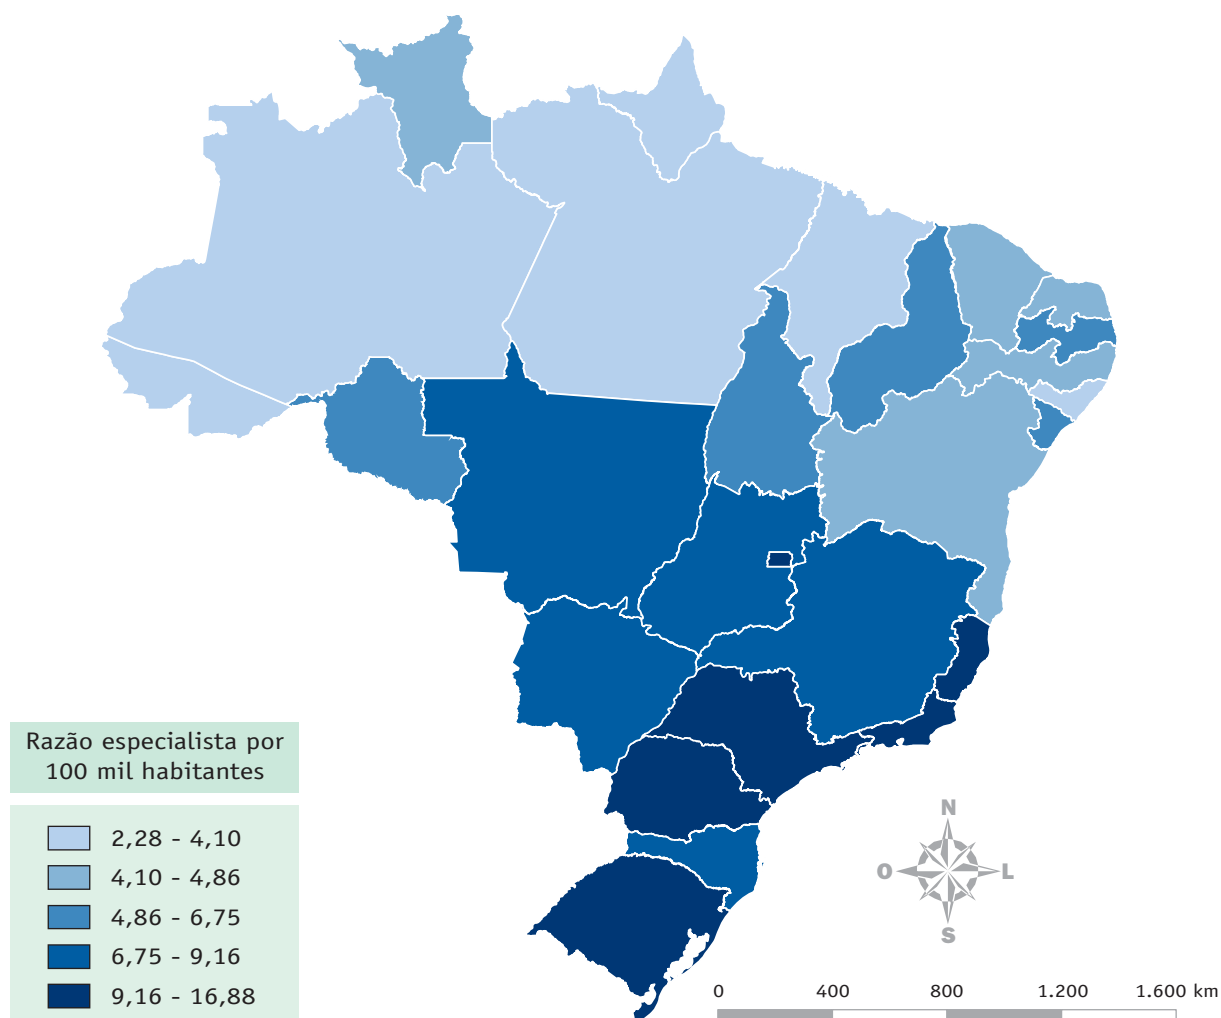 Razão especialista por
100 mil habitantes
2,28 - 4,10
4,10 - 4,86
4,86 - 6,75
6,75 - 9,16
9,16 - 16,88
N
O
L
S
0 400 800 1.200 1.600 km